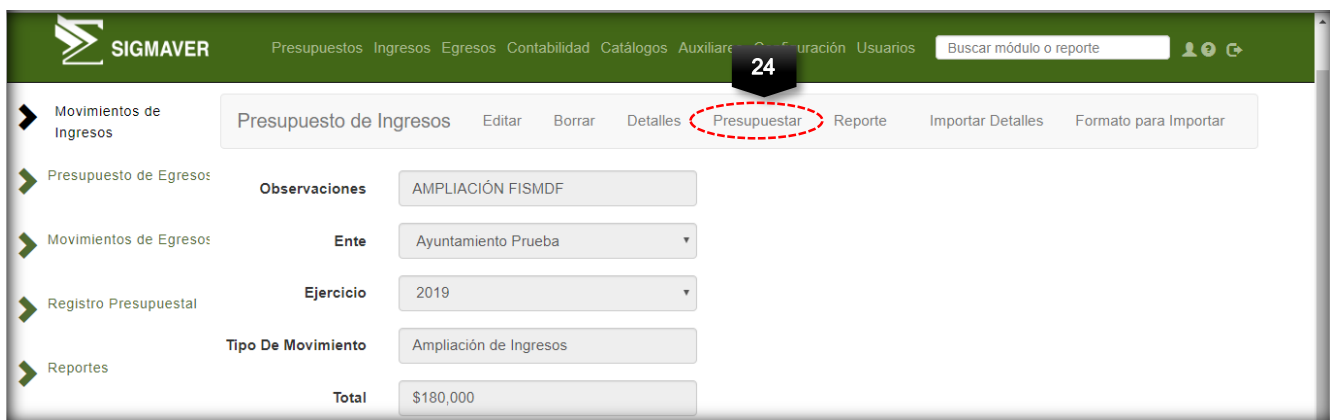 SIGMAVER
Presupuestos Ingresos Egresos Contabilidad Catálogos Auxiliares Configuración Usuarios
Buscar módulo o reporte
24
Movimientos de
Ingresos
Presupuesto de Ingresos Editar Borrar Detalles Presupuestar Reporte Importar Detalles Formato para Importar
Presupuesto de Egresos
Observaciones AMPLIACIÓN FISMDF
Movimientos de Egresos
Ente Ayuntamiento Prueba
Ejercicio 2019
Registro Presupuestal
Tipo De Movimiento Ampliación de Ingresos
Reportes
Total $180,000